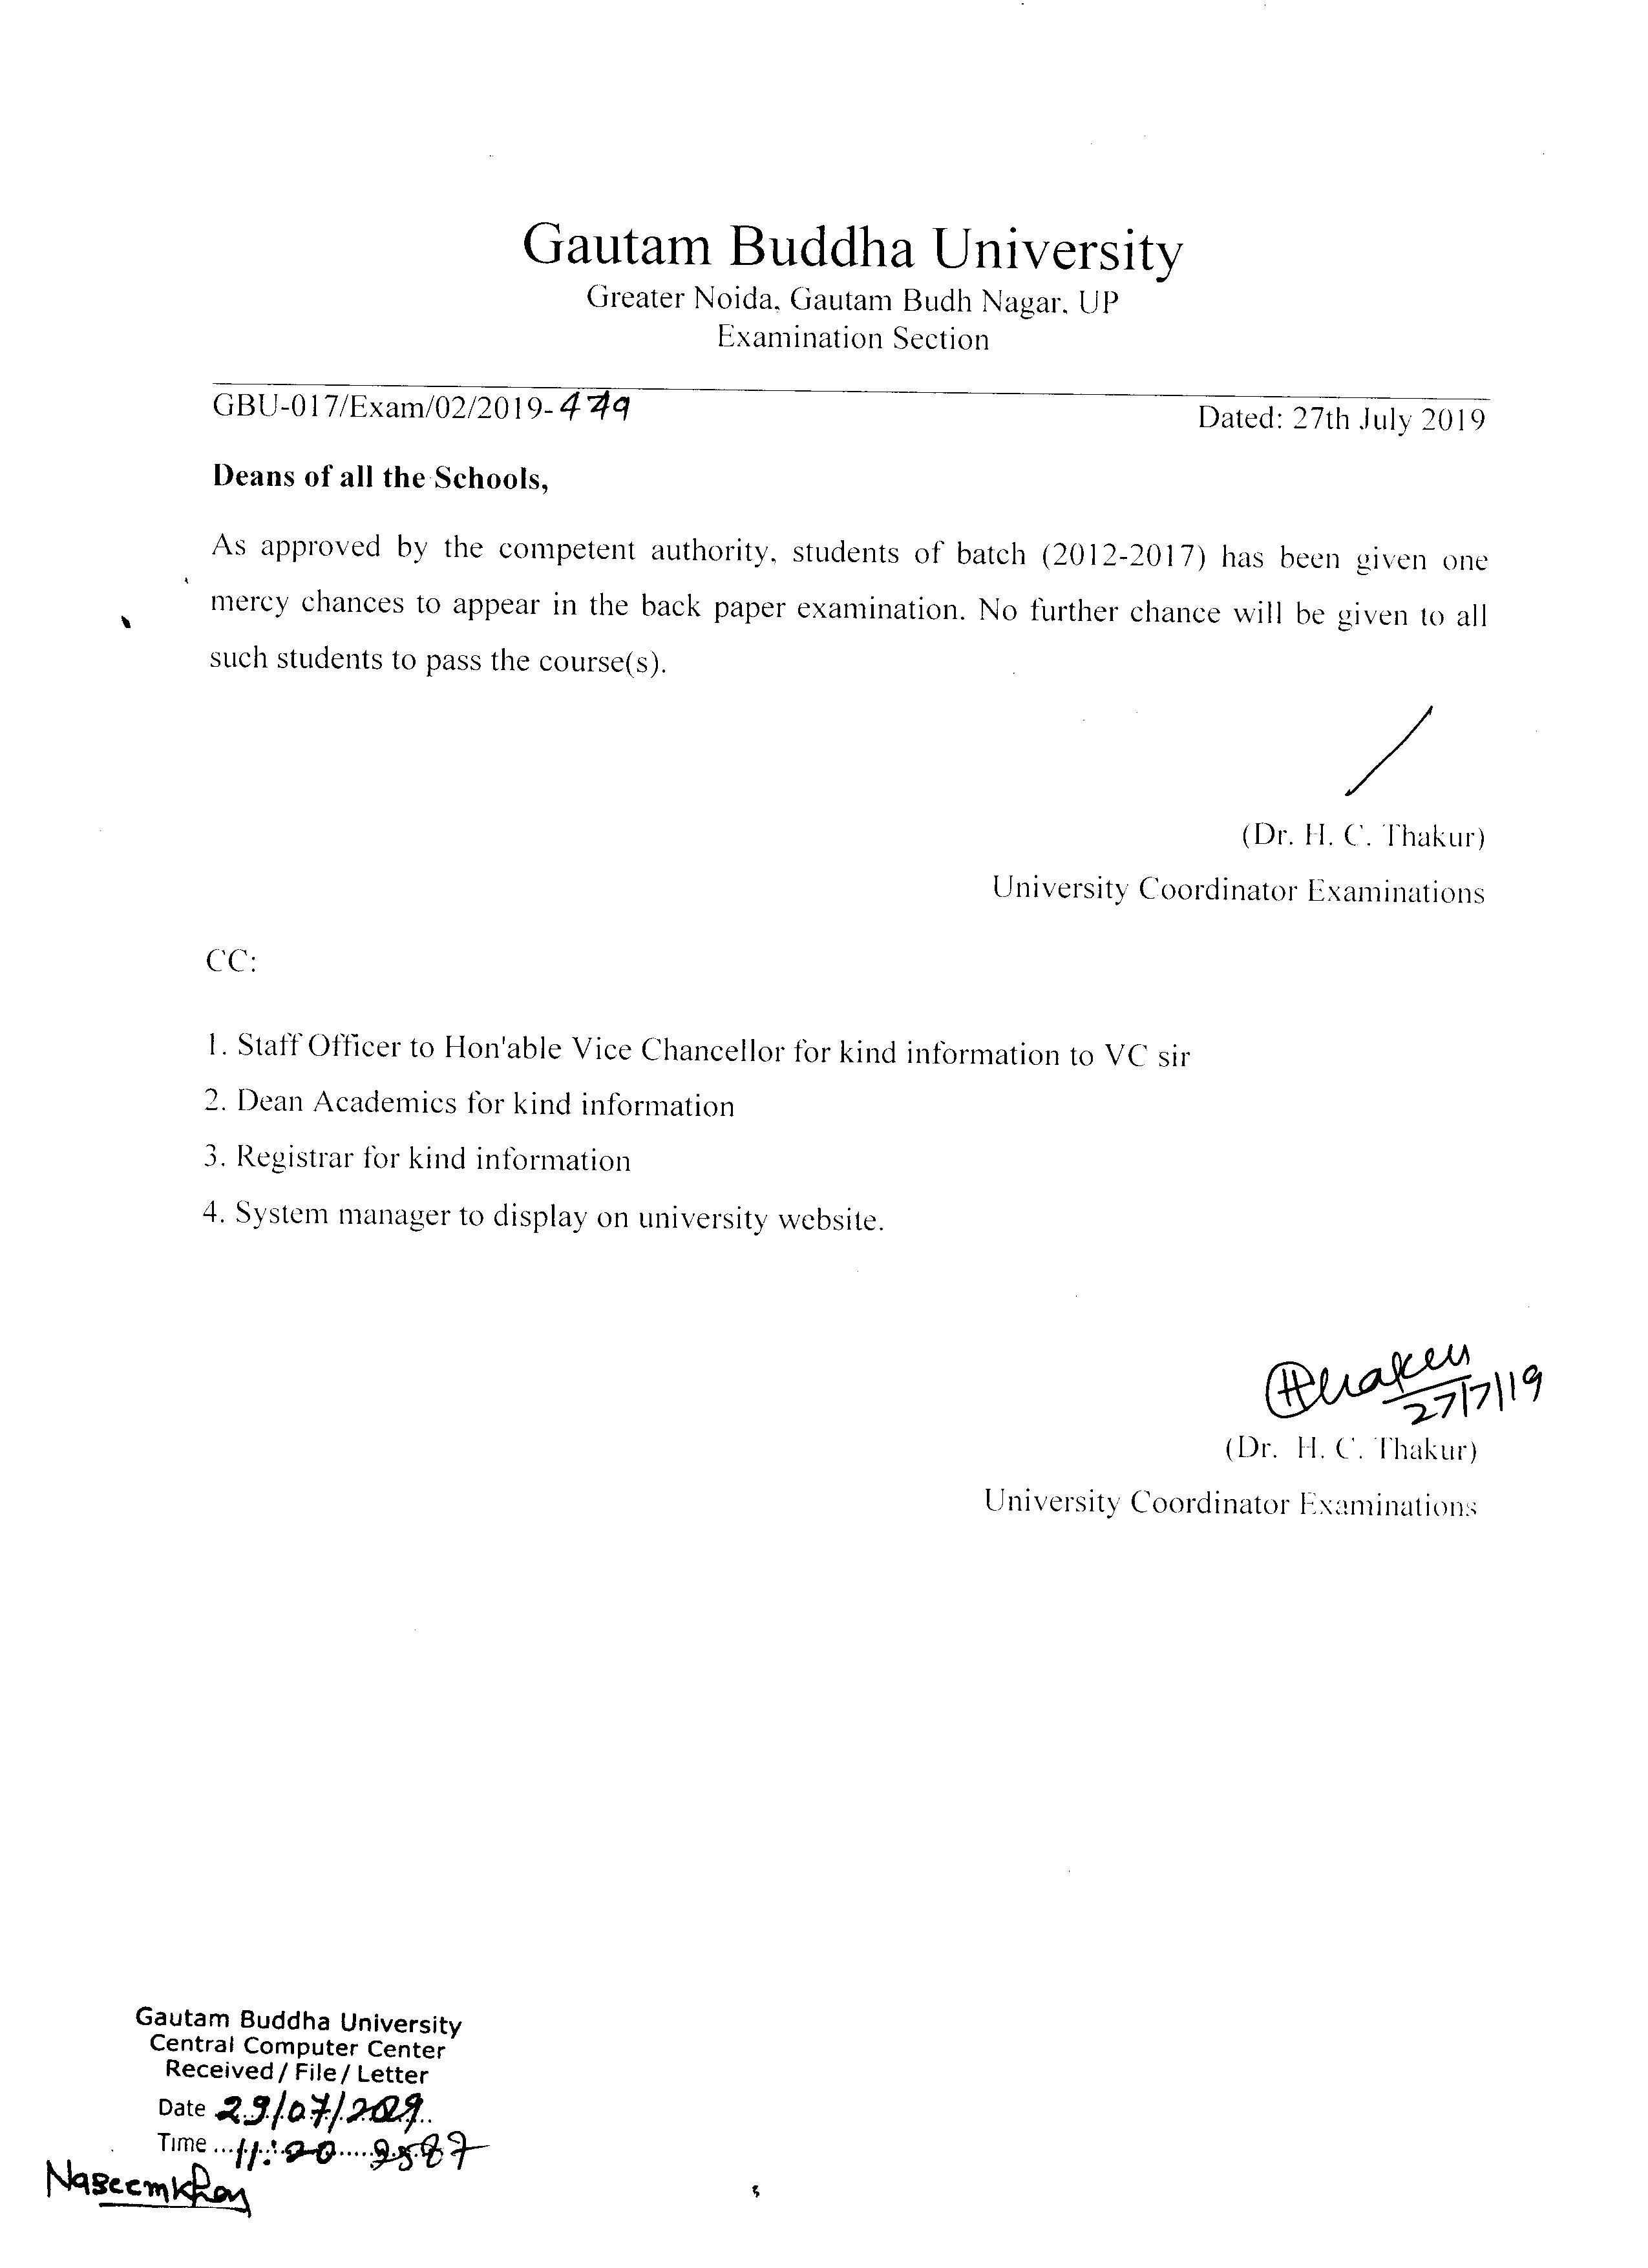 Gautam Buddha University
Greater Noida, Gautam Budh Nagar, UP
Examination Section
GBU-017/Exam/02/2019-479
Dated: 27th July 2019
Deans of all the Schools,
As approved by the competent authority, students of batch (2012-2017) has been given one
mercy chances to appear in the back paper examination. No further chance will be given to all
such students to pass the course(s).
(Dr. H. C. Thakur)
University Coordinator Examinations
CC:
1. Staff Officer to Hon'able Vice Chancellor for kind information to VC sir
2. Dean Academics for kind information
3. Registrar for kind information
4. System manager to display on university website.
27/7/19
(Dr. H. C. Thakur)
University Coordinator Examinations
Gautam Buddha University
Central Computer Center
Received / File / Letter
Date 29/07/2019
Time ... 11:20
Naseem Khan